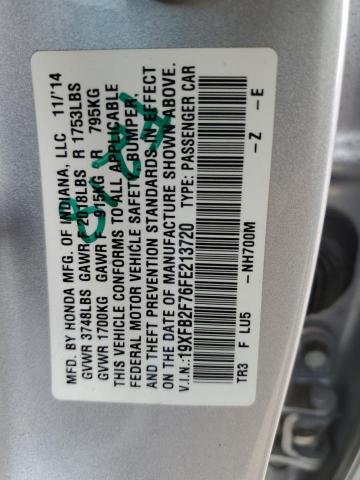 MFD. BY HONDA MFG. OF INDIANA, LLC 11/'14
GVWR 3748LBS GAWR F 2018LBS R 1753LBS
GVWR 1700KG GAWR F 915KG R 795KG
THIS VEHICLE CONFORMS TO ALL APPLICABLE
FEDERAL MOTOR VEHICLE SAFETY, BUMPER,
AND THEFT PREVENTION STANDARDS IN EFFECT
ON THE DATE OF MANUFACTURE SHOWN ABOVE.
V.I.N.:19XFB2F76FE213720 TYPE: PASSENGER CAR
TR3 F LU5 -NH700M -Z -E